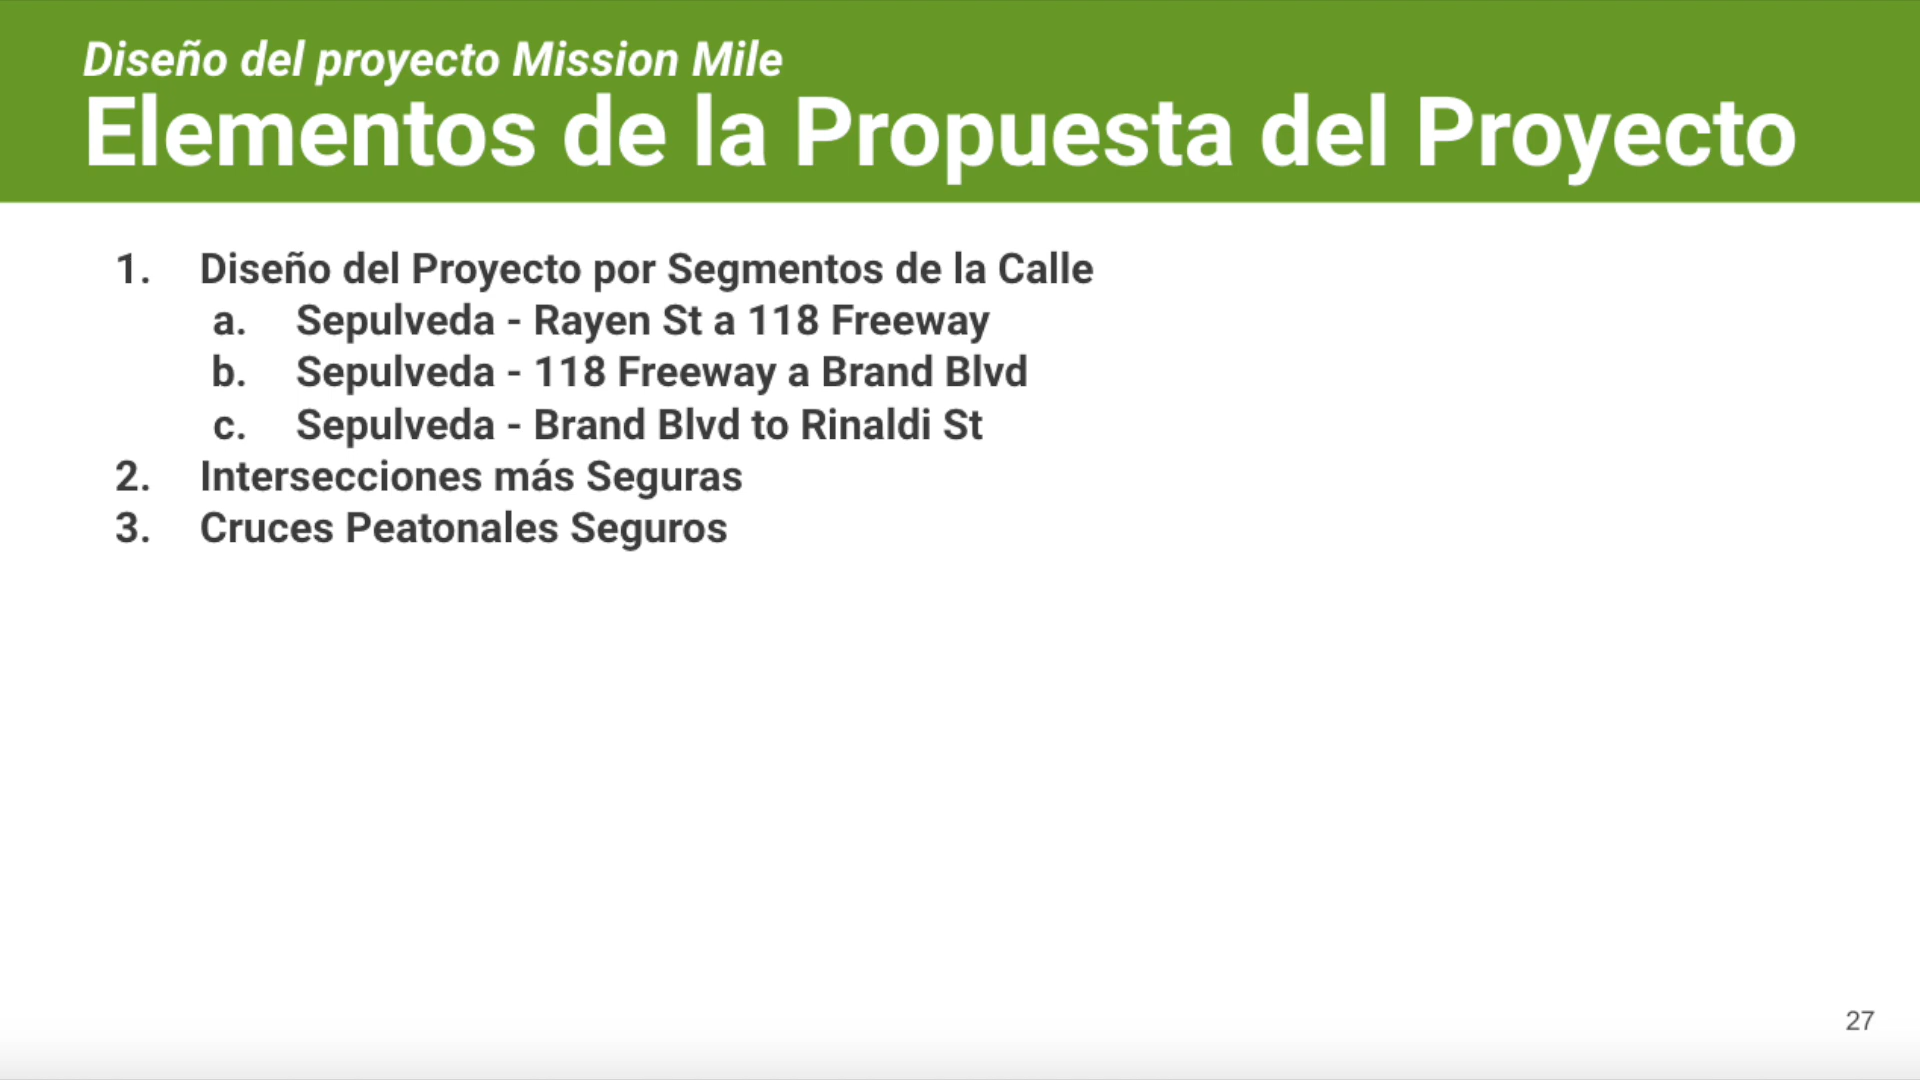 Diseño del proyecto Mission Mile
Elementos de la Propuesta del Proyecto
1. Diseño del Proyecto por Segmentos de la Calle
a. Sepulveda - Rayen St a 118 Freeway
b. Sepulveda - 118 Freeway a Brand Blvd
c. Sepulveda - Brand Blvd to Rinaldi St
2. Intersecciones más Seguras
3. Cruces Peatonales Seguros
27